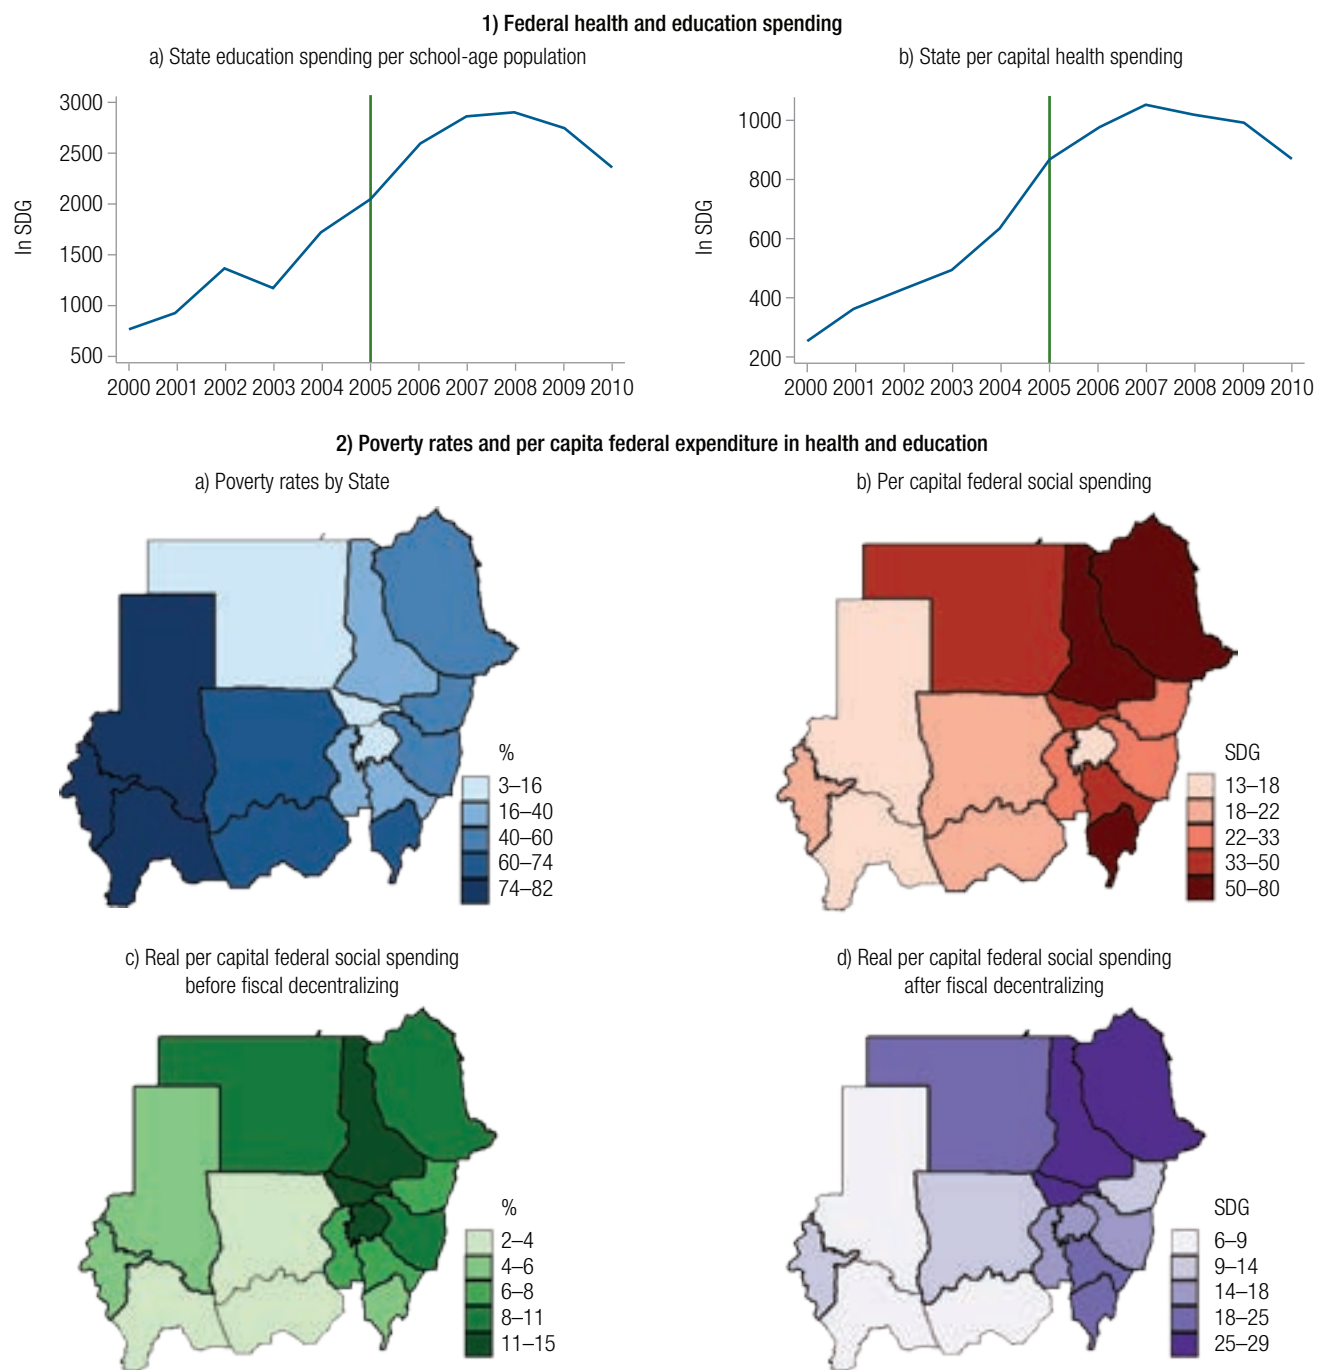 1) Federal health and education spending
a) State education spending per school-age population
b) State per capital health spending
In SDG
3000
2500
2000
1500
1000
500
2000 2001 2002 2003 2004 2005 2006 2007 2008 2009 2010
In SDG
1000
800
600
400
200
2000 2001 2002 2003 2004 2005 2006 2007 2008 2009 2010
2) Poverty rates and per capita federal expenditure in health and education
a) Poverty rates by State
%
3–16
16–40
40–60
60–74
74–82
b) Per capital federal social spending
SDG
13–18
18–22
22–33
33–50
50–80
c) Real per capital federal social spending
before fiscal decentralizing
%
2–4
4–6
6–8
8–11
11–15
d) Real per capital federal social spending
after fiscal decentralizing
SDG
6–9
9–14
14–18
18–25
25–29